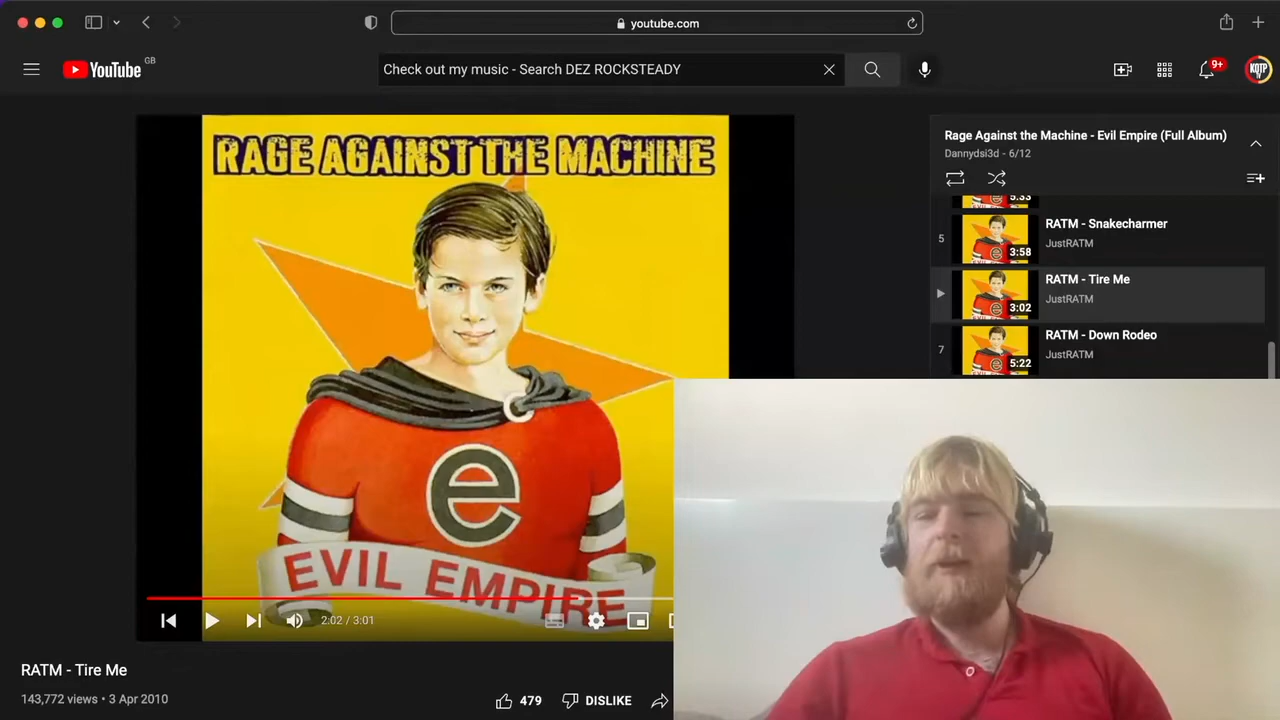 youtube.com
YouTube GB
Check out my music - Search DEZ ROCKSTEADY
9+
KOTP
RAGE AGAINST THE MACHINE
e
EVIL EMPIRE
2:02 / 3:01
RATM - Tire Me
143,772 views • 3 Apr 2010
479
DISLIKE
Rage Against the Machine - Evil Empire (Full Album)
Dannydsi3d - 6/12
5:33
5
RATM - Snakecharmer
JustRATM
3:58
RATM - Tire Me
JustRATM
3:02
7
RATM - Down Rodeo
JustRATM
5:22